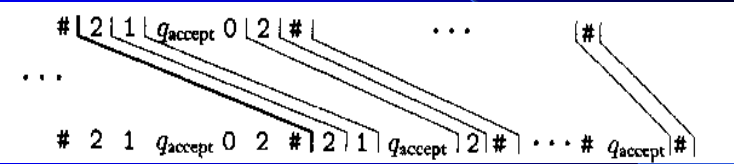 # 2 1 q_accept 0 2 # ... #
...
# 2 1 q_accept 0 2 # 2 1 q_accept 2 # ... # q_accept #